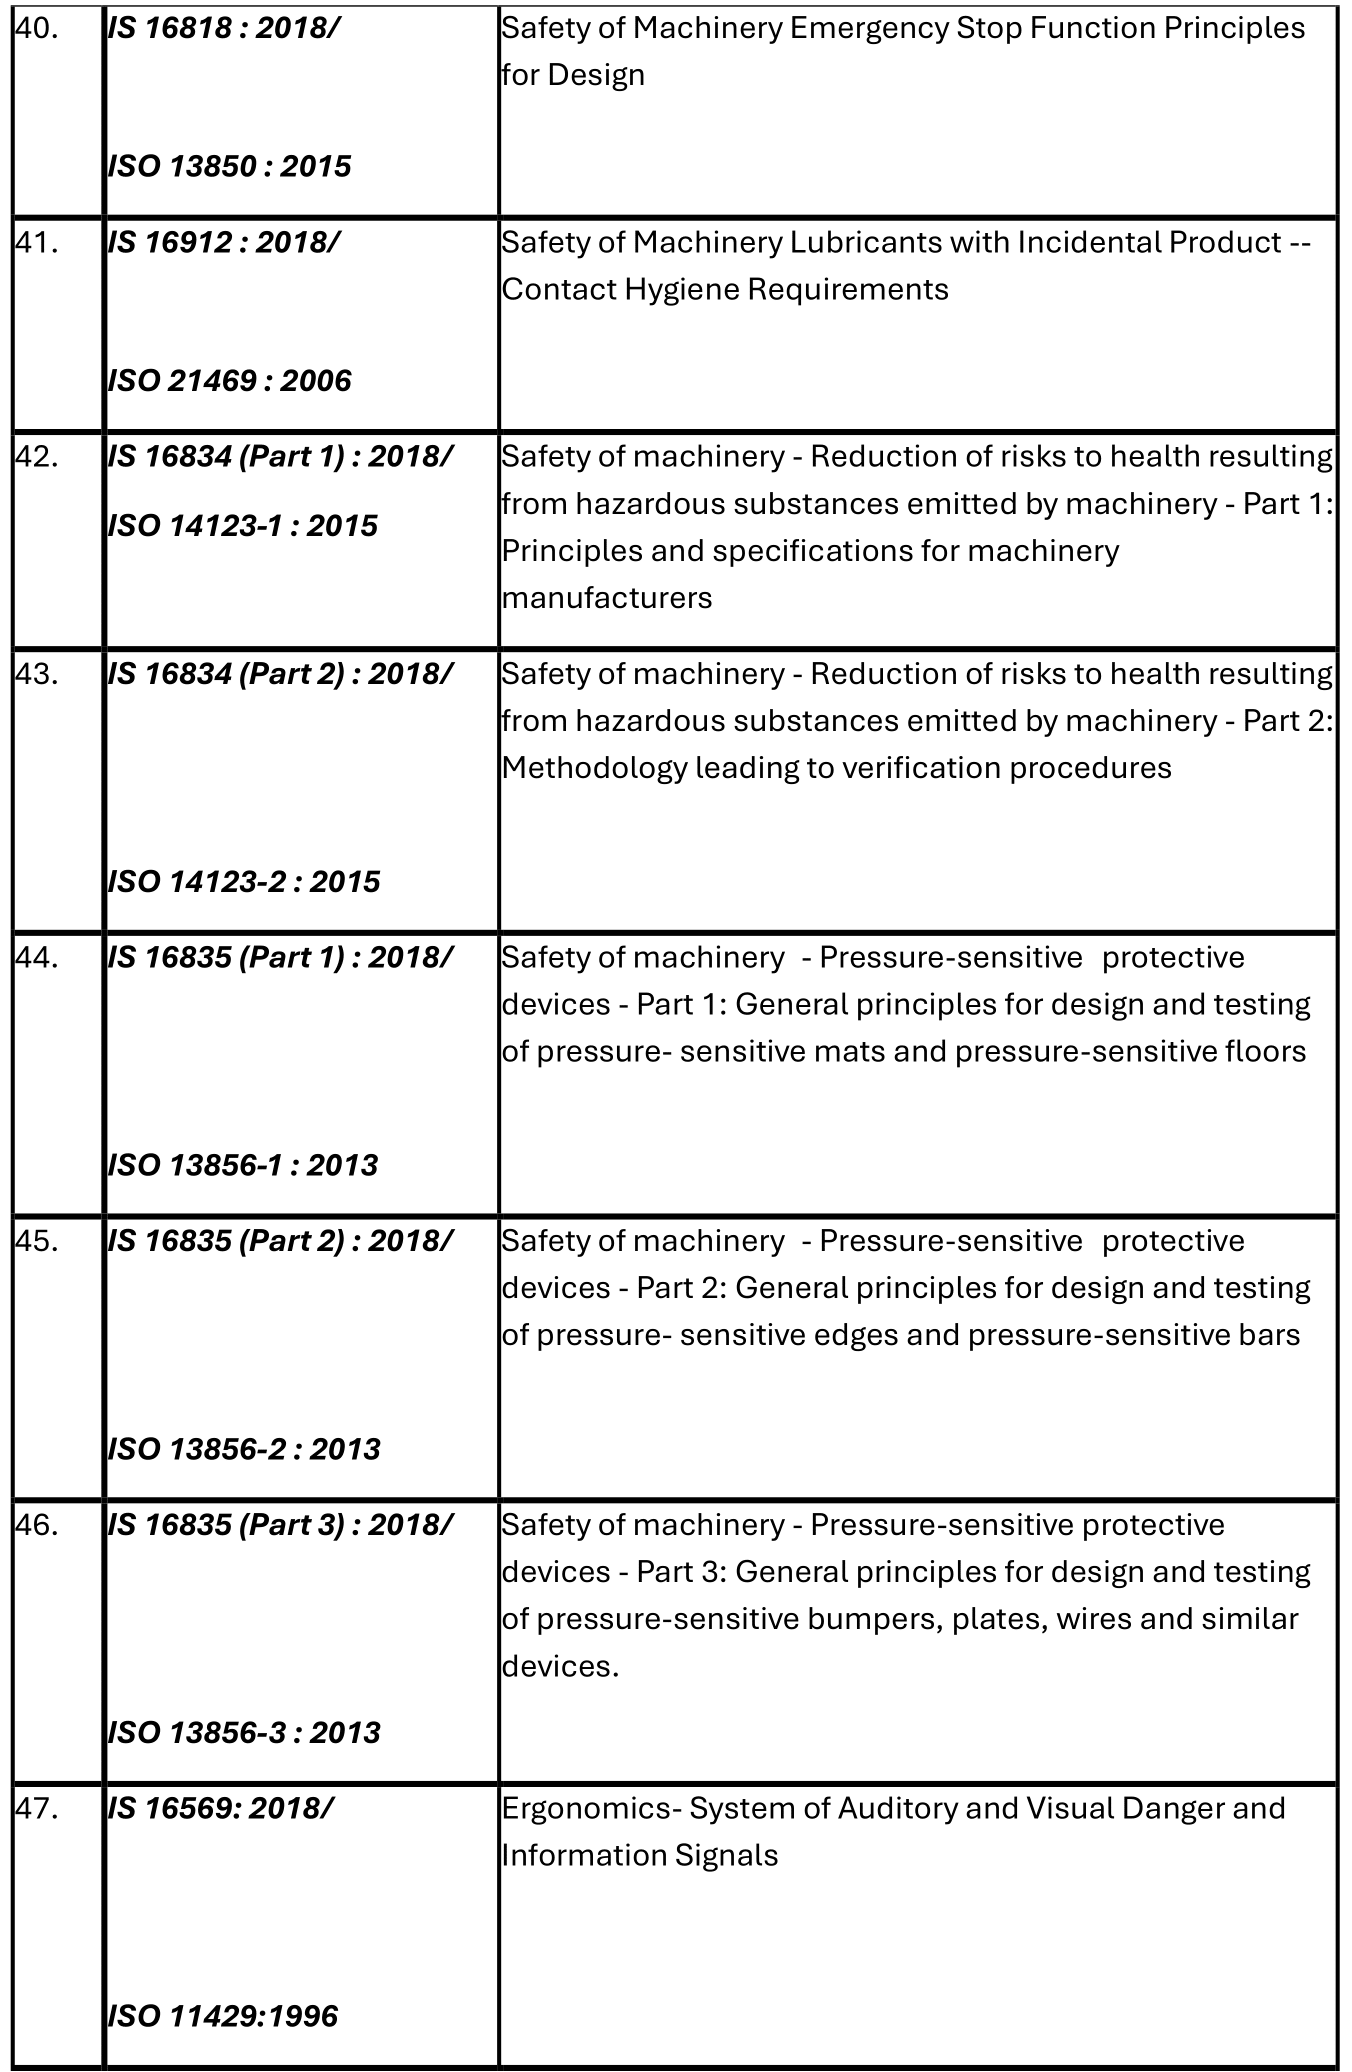 40.
IS 16818 : 2018/
ISO 13850 : 2015
Safety of Machinery Emergency Stop Function Principles
for Design
41.
IS 16912 : 2018/
ISO 21469 : 2006
Safety of Machinery Lubricants with Incidental Product --
Contact Hygiene Requirements
42.
IS 16834 (Part 1) : 2018/
ISO 14123-1 : 2015
Safety of machinery - Reduction of risks to health resulting
from hazardous substances emitted by machinery - Part 1:
Principles and specifications for machinery
manufacturers
43.
IS 16834 (Part 2) : 2018/
ISO 14123-2 : 2015
Safety of machinery - Reduction of risks to health resulting
from hazardous substances emitted by machinery - Part 2:
Methodology leading to verification procedures
44.
IS 16835 (Part 1) : 2018/
ISO 13856-1 : 2013
Safety of machinery - Pressure-sensitive protective
devices - Part 1: General principles for design and testing
of pressure- sensitive mats and pressure-sensitive floors
45.
IS 16835 (Part 2) : 2018/
ISO 13856-2 : 2013
Safety of machinery - Pressure-sensitive protective
devices - Part 2: General principles for design and testing
of pressure- sensitive edges and pressure-sensitive bars
46.
IS 16835 (Part 3) : 2018/
ISO 13856-3 : 2013
Safety of machinery - Pressure-sensitive protective
devices - Part 3: General principles for design and testing
of pressure-sensitive bumpers, plates, wires and similar
devices.
47.
IS 16569: 2018/
ISO 11429:1996
Ergonomics- System of Auditory and Visual Danger and
Information Signals